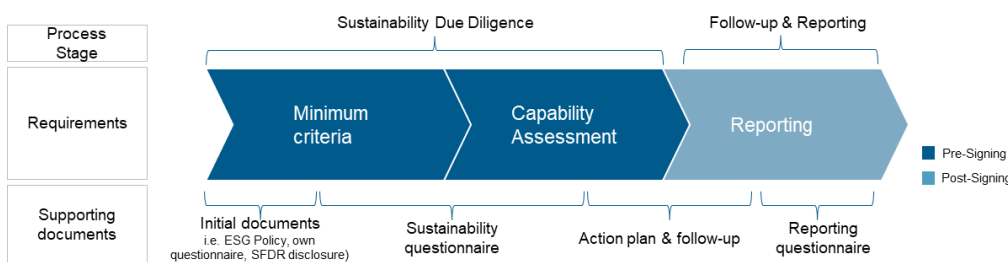 Sustainability Due Diligence
Follow-up & Reporting
Process
Stage
Requirements
Minimum
criteria
Capability
Assessment
Reporting
Pre-Signing
Post-Signing
Supporting
documents
Initial documents
i.e. ESG Policy, own
questionnaire, SFDR disclosure)
Sustainability
questionnaire
Action plan & follow-up
Reporting
questionnaire